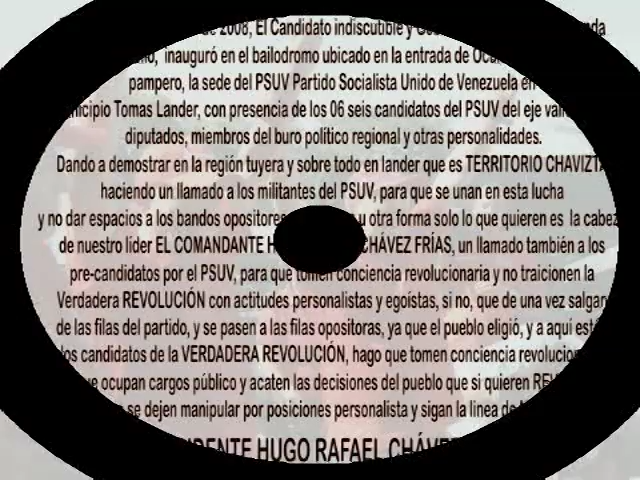 de 2008, El Candidato indiscutible y
inauguró en el bailodromo ubicado en la entrada de
pampero, la sede del PSUV Partido Socialista Unido de Venezuela en
Tomas Lander, con presencia de los 06 seis candidatos del PSUV del eje
diputados, miembros del buro político regional y otras personalidades.
Dando a demostrar en la región tuyera y sobre todo en lander que es TERRITORIO CHAVIZTA
haciendo un llamado a los militantes del PSUV, para que se unan en esta lucha
y no dar espacios a los bandos opositores u otra forma solo lo que quieren es la cabez
de nuestro líder EL COMANDANTE H CHÁVEZ FRÍAS, un llamado también a los
pre-candidatos por el PSUV, para que tomen conciencia revolucionaria y no traicionen la
Verdadera REVOLUCIÓN con actitudes personalistas y egoístas, si no, que de una vez salgan
de las filas del partido, y se pasen a las filas opositoras, ya que el pueblo eligió, y a aquí est
los candidatos de la VERDADERA REVOLUCIÓN, hago que tomen conciencia revolucion
que ocupan cargos público y acaten las decisiones del pueblo que si quieren
se dejen manipular por posiciones personalista y sigan la linea de
HUGO RAFAEL CHÁVE